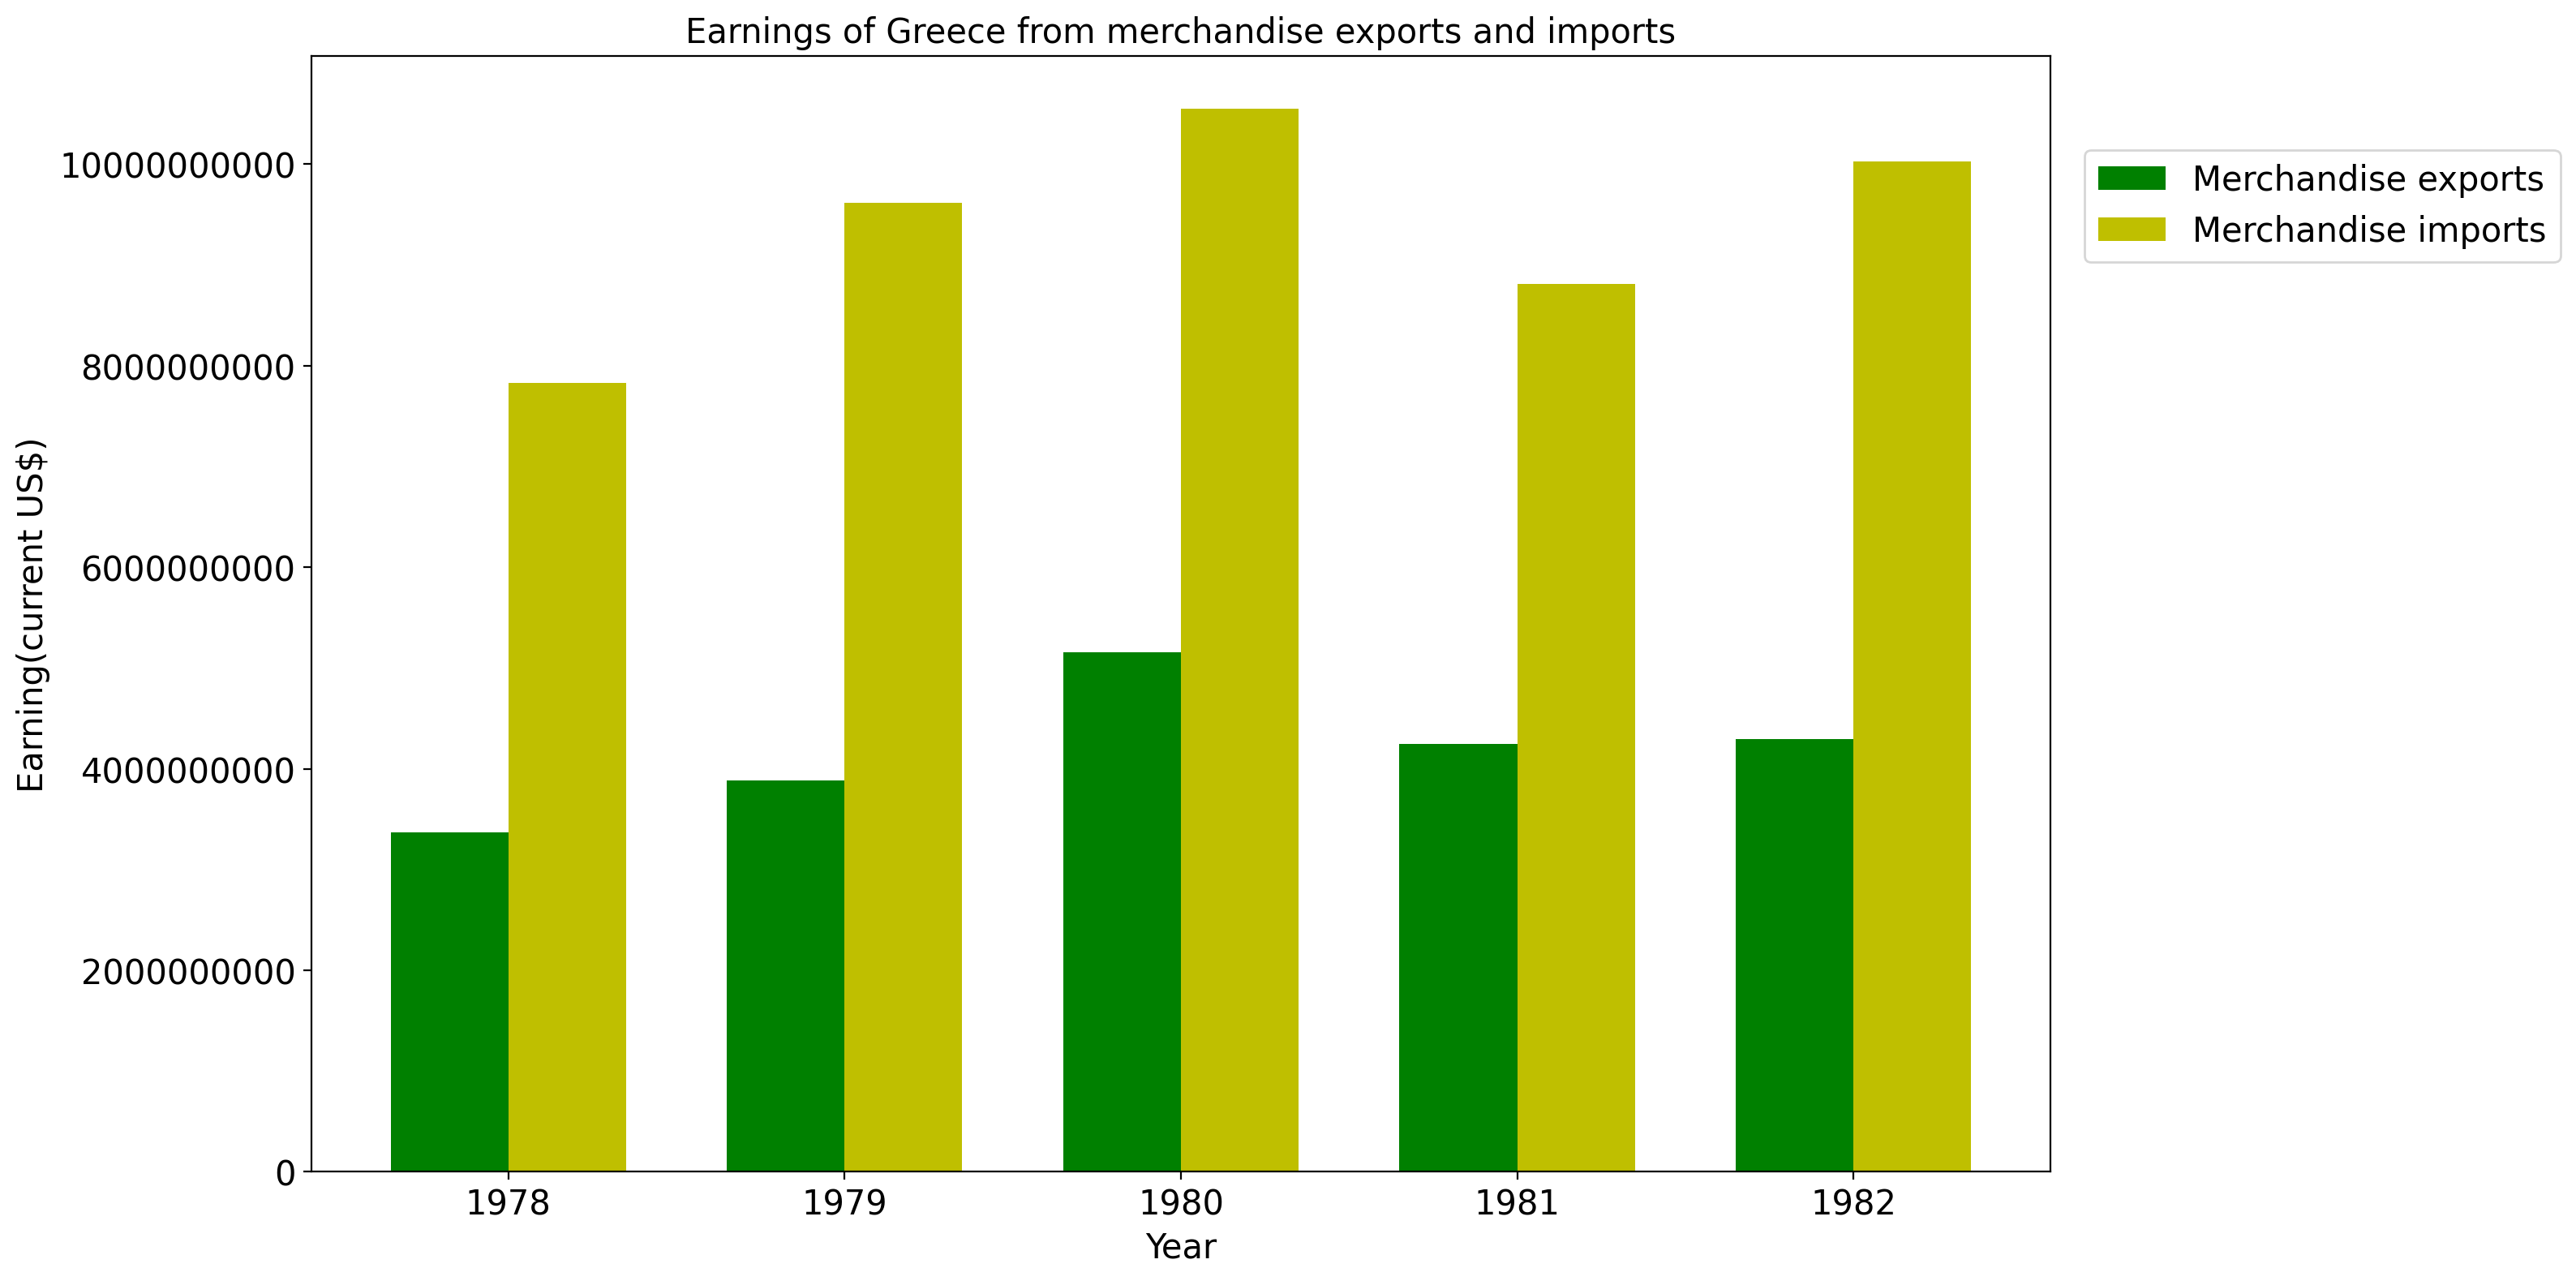 Earnings of Greece from merchandise exports and imports
Earning(current US$)
10000000000
8000000000
6000000000
4000000000
2000000000
0
1978 1979 1980 1981 1982
Year
Merchandise exports
Merchandise imports